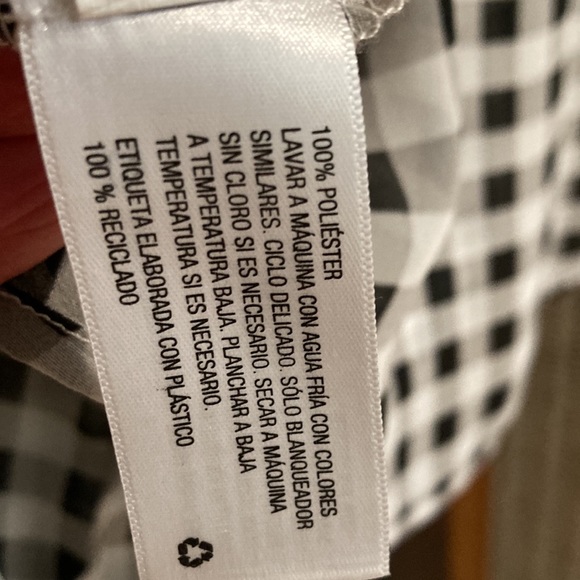 100% POLIÉSTER
LAVAR A MÁQUINA CON AGUA FRÍA CON COLORES
SIMILARES. CICLO DELICADO. SÓLO BLANQUEADOR
SIN CLORO SI ES NECESARIO. SECAR A MÁQUINA
A TEMPERATURA BAJA. PLANCHAR A BAJA
TEMPERATURA SI ES NECESARIO.
ETIQUETA ELABORADA CON PLÁSTICO
100 % RECICLADO